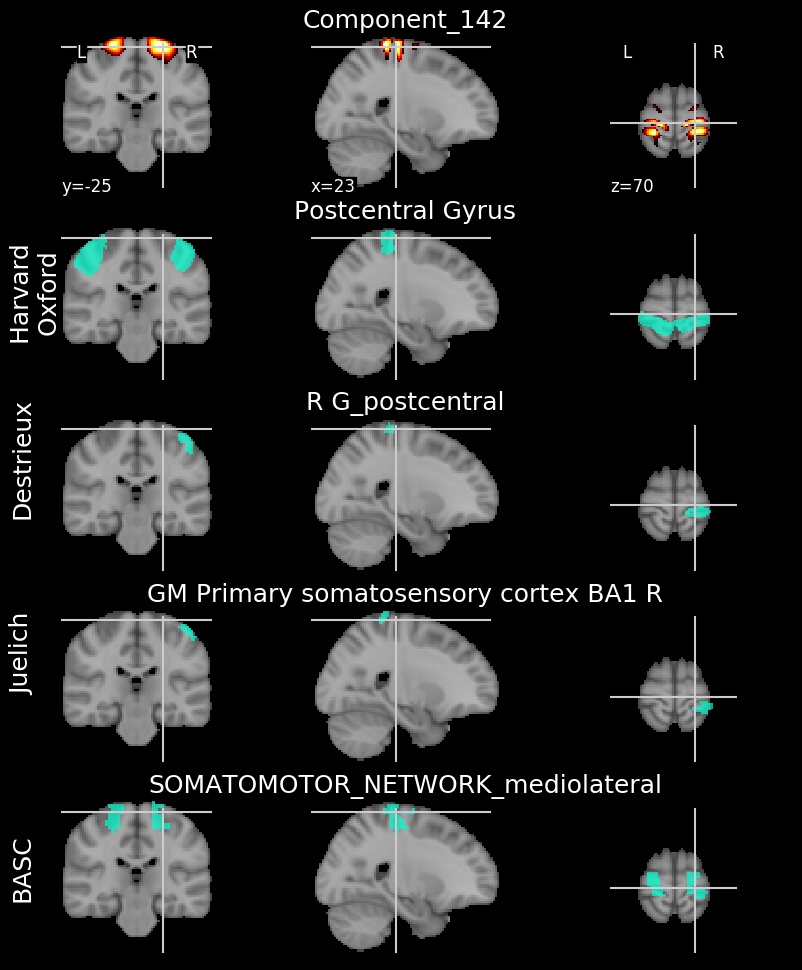 Component_142
L R L R
y=-25 x=23 z=70
Postcentral Gyrus
Harvard
Oxford
R G_postcentral
Destrieux
GM Primary somatosensory cortex BA1 R
Juelich
SOMATOMOTOR_NETWORK_mediolateral
BASC